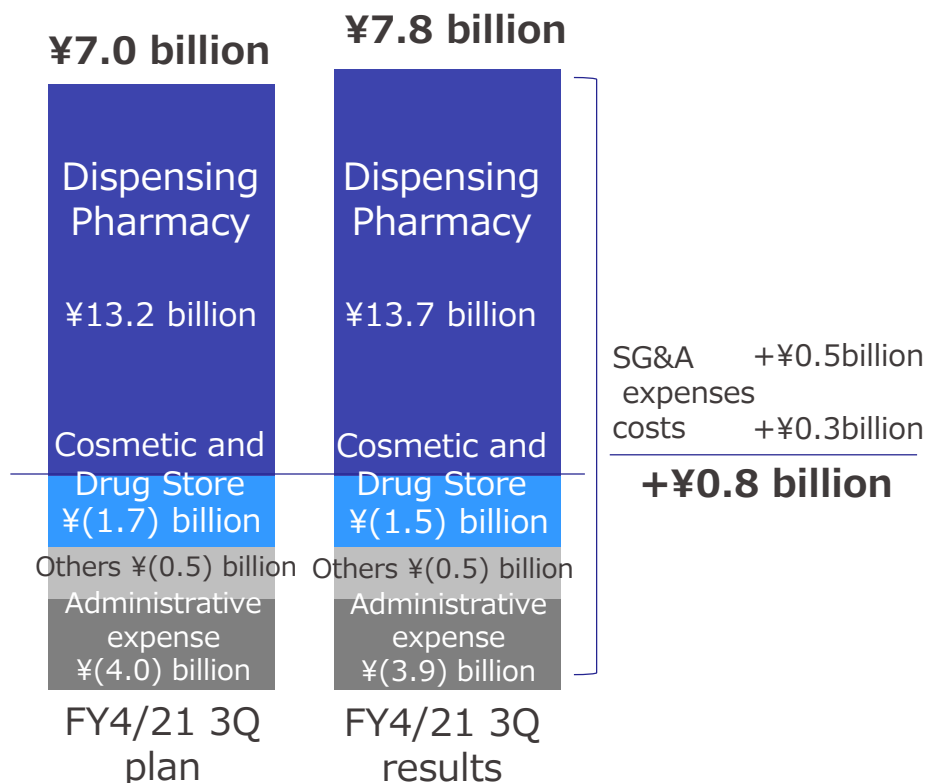 ¥7.0 billion
Dispensing
Pharmacy
¥13.2 billion
Cosmetic and
Drug Store
¥(1.7) billion
Others ¥(0.5) billion
Administrative
expense
¥(4.0) billion
FY4/21 3Q
plan
¥7.8 billion
Dispensing
Pharmacy
¥13.7 billion
Cosmetic and
Drug Store
¥(1.5) billion
Others ¥(0.5) billion
Administrative
expense
¥(3.9) billion
FY4/21 3Q
results
SG&A +¥0.5billion
expenses
costs +¥0.3billion
+¥0.8 billion